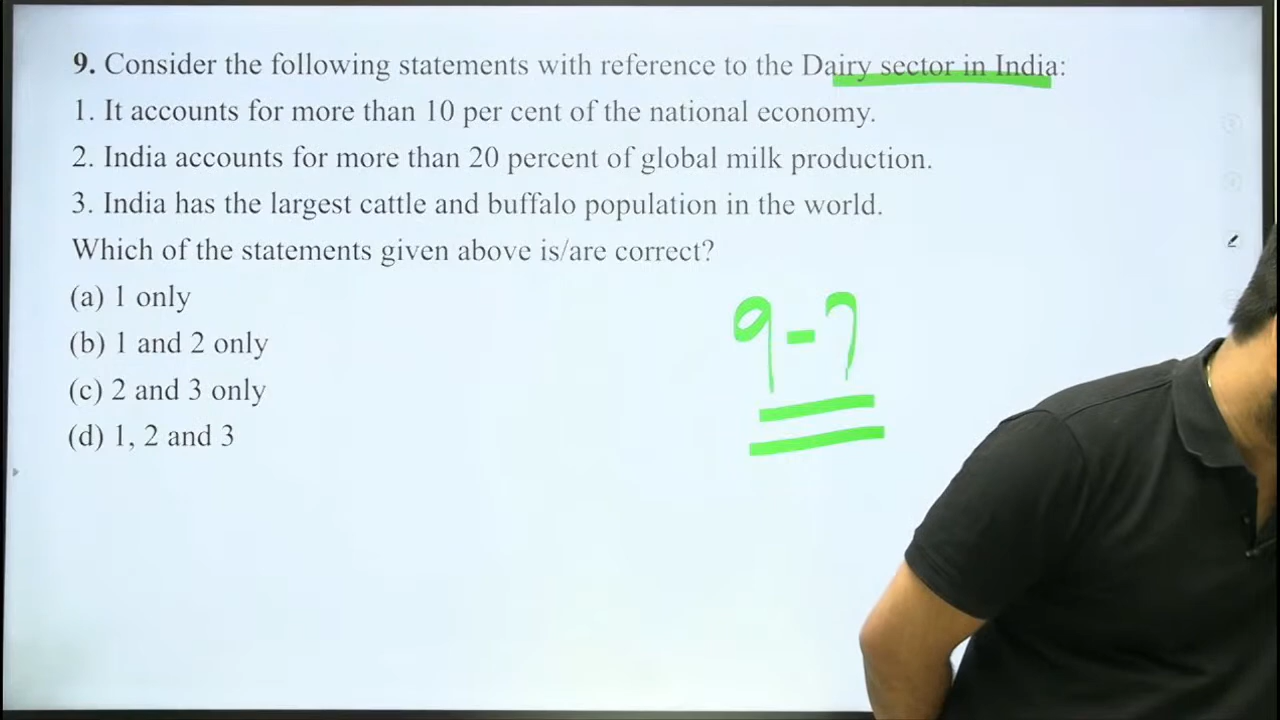 9. Consider the following statements with reference to the Dairy sector in India:
1. It accounts for more than 10 per cent of the national economy.
2. India accounts for more than 20 percent of global milk production.
3. India has the largest cattle and buffalo population in the world.
Which of the statements given above is/are correct?
(a) 1 only
(b) 1 and 2 only
(c) 2 and 3 only
(d) 1, 2 and 3
9-?